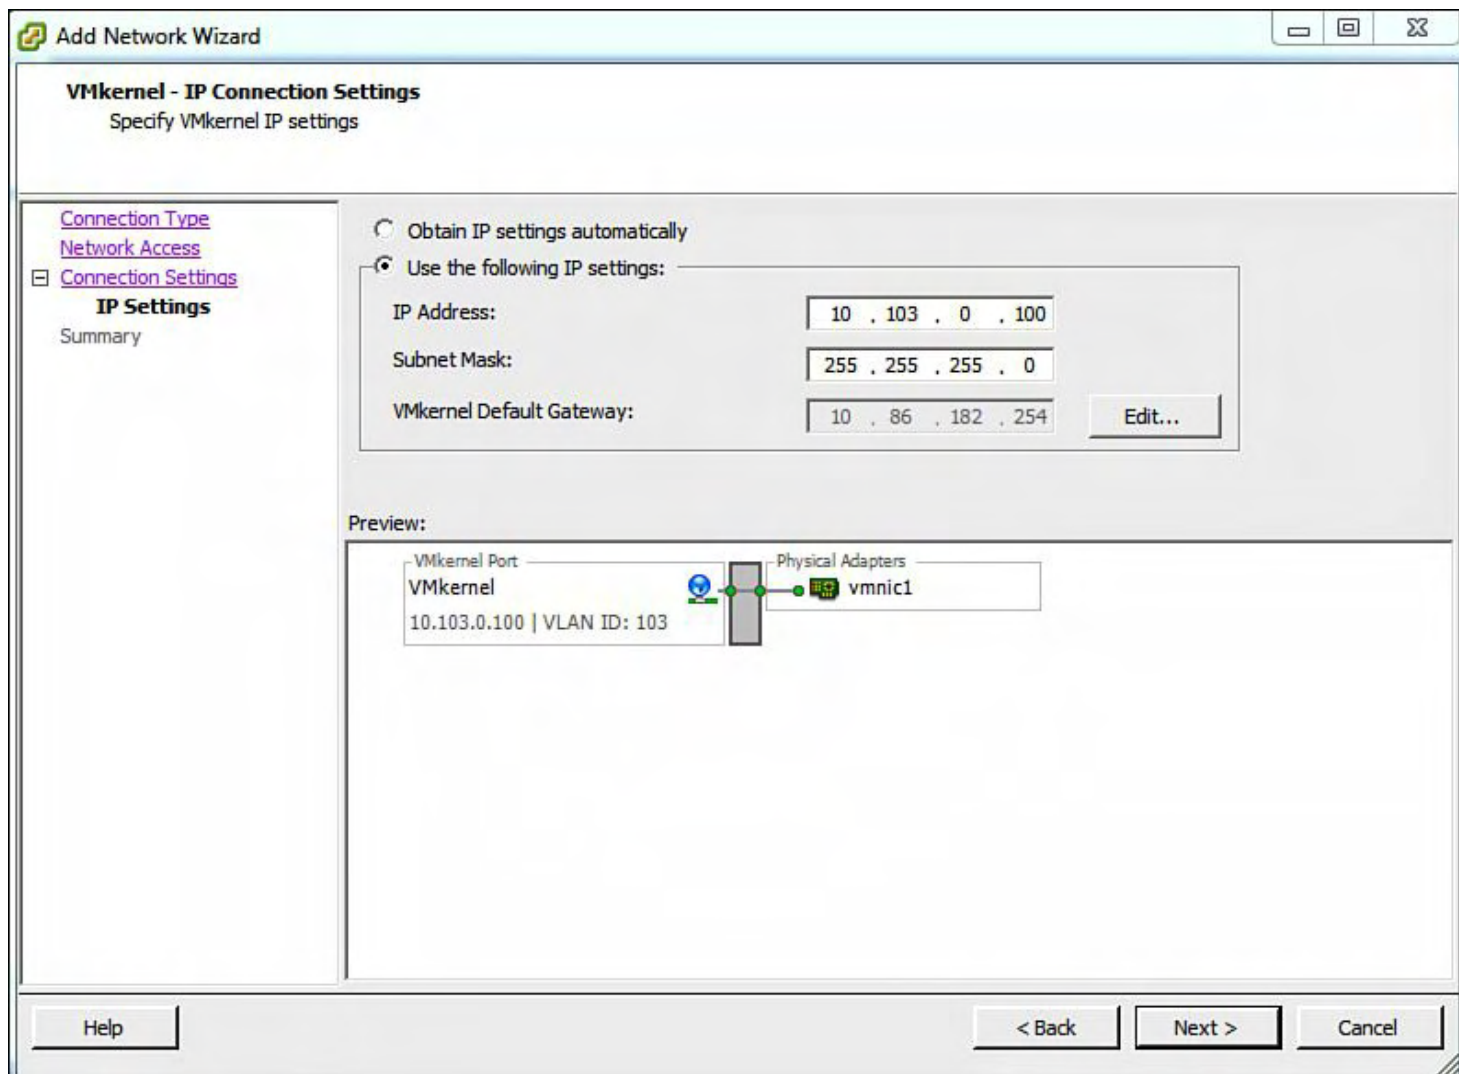 Add Network Wizard
VMkernel - IP Connection Settings
Specify VMkernel IP settings
Connection Type
Network Access
Connection Settings
IP Settings
Summary
Obtain IP settings automatically
Use the following IP settings:
IP Address: 10 . 103 . 0 . 100
Subnet Mask: 255 . 255 . 255 . 0
VMkernel Default Gateway: 10 . 86 . 182 . 254 Edit...
Preview:
VMkernel Port Physical Adapters
VMkernel vmnic1
10.103.0.100 | VLAN ID: 103
Help < Back Next > Cancel